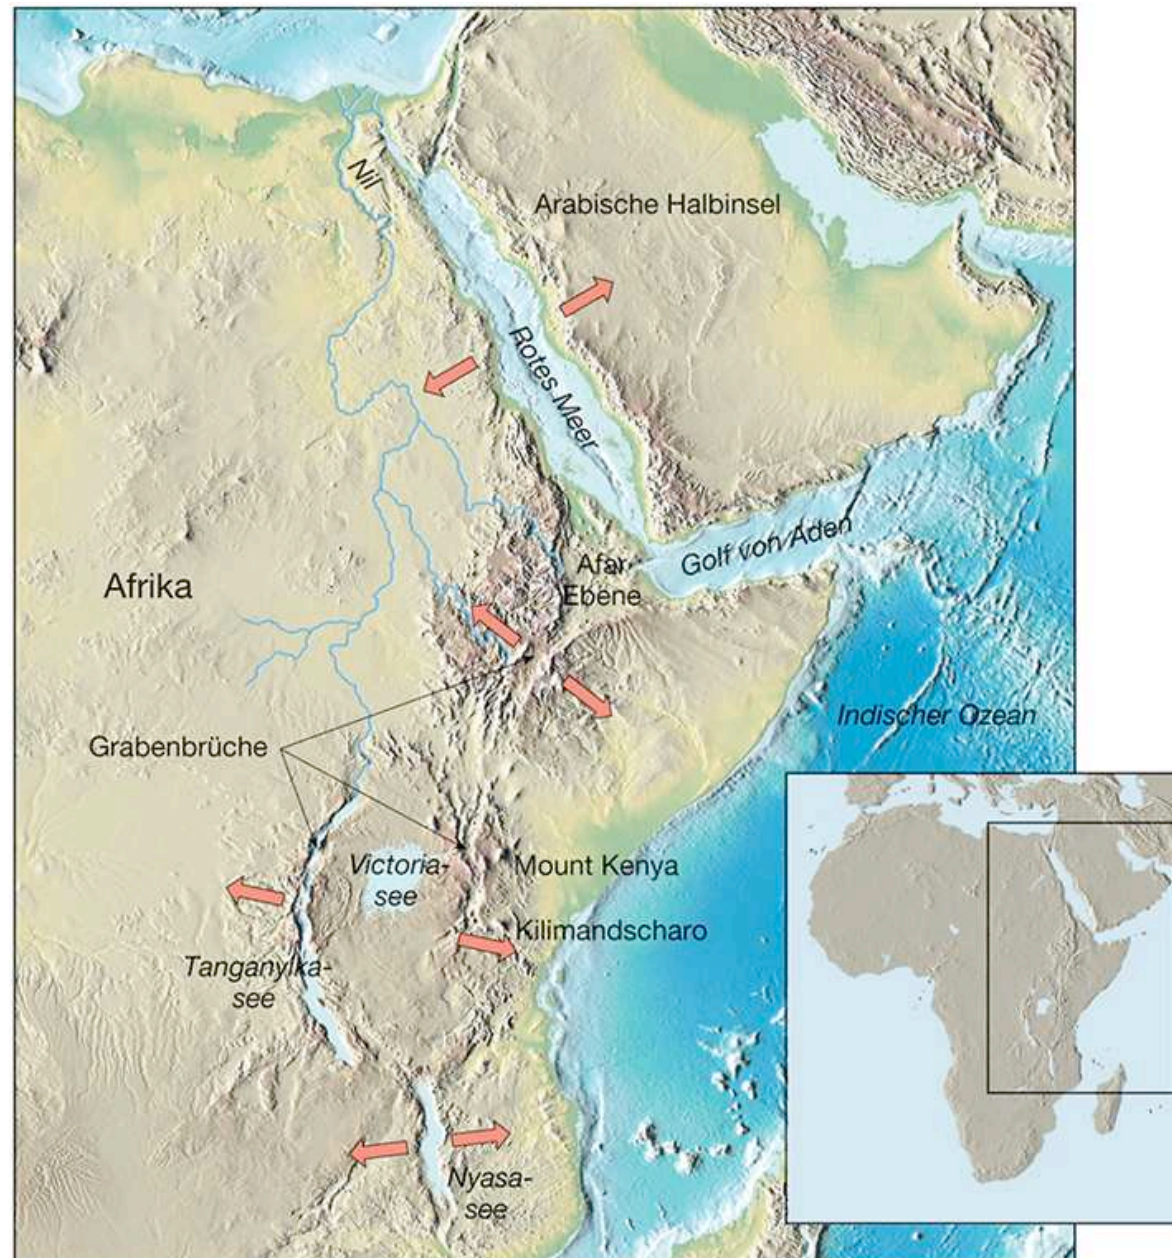 Nil
Arabische Halbinsel
Rotes Meer
Golf von Aden
Afar
Ebene
Afrika
Indischer Ozean
Grabenbrüche
Victoria-
see
Mount Kenya
Kilimandscharo
Tanganylka-
see
Nyasa-
see